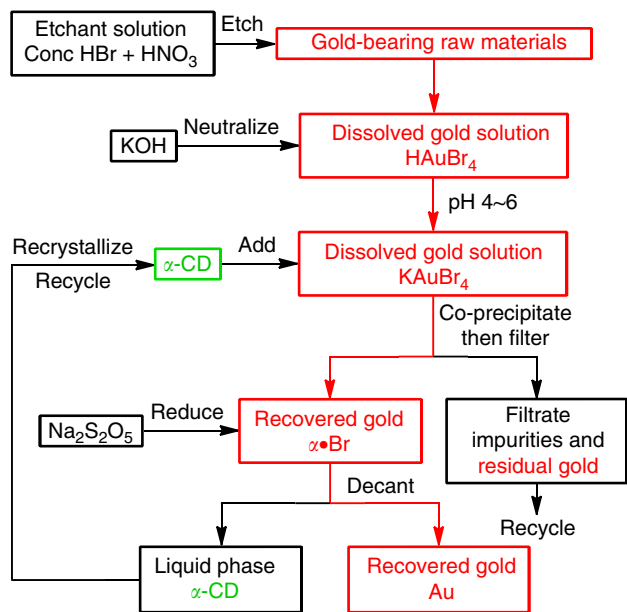 Etchant solution
Conc HBr + HNO₃
Etch
Gold-bearing raw materials
KOH
Neutralize
Dissolved gold solution
HAuBr₄
pH 4~6
Recrystallize
Recycle
α-CD
Add
Dissolved gold solution
KAuBr₄
Co-precipitate
then filter
Na₂S₂O₅
Reduce
Recovered gold
α•Br
Filtrate
impurities and
residual gold
Decant
Recycle
Liquid phase
α-CD
Recovered gold
Au